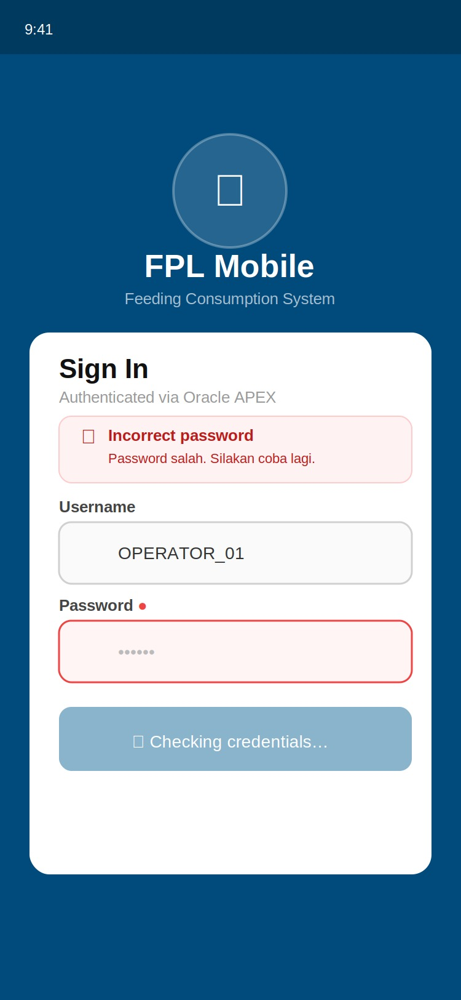 9:41
FPL Mobile
Feeding Consumption System
Sign In
Authenticated via Oracle APEX
Incorrect password
Password salah. Silakan coba lagi.
Username
OPERATOR_01
Password
••••••
Checking credentials…